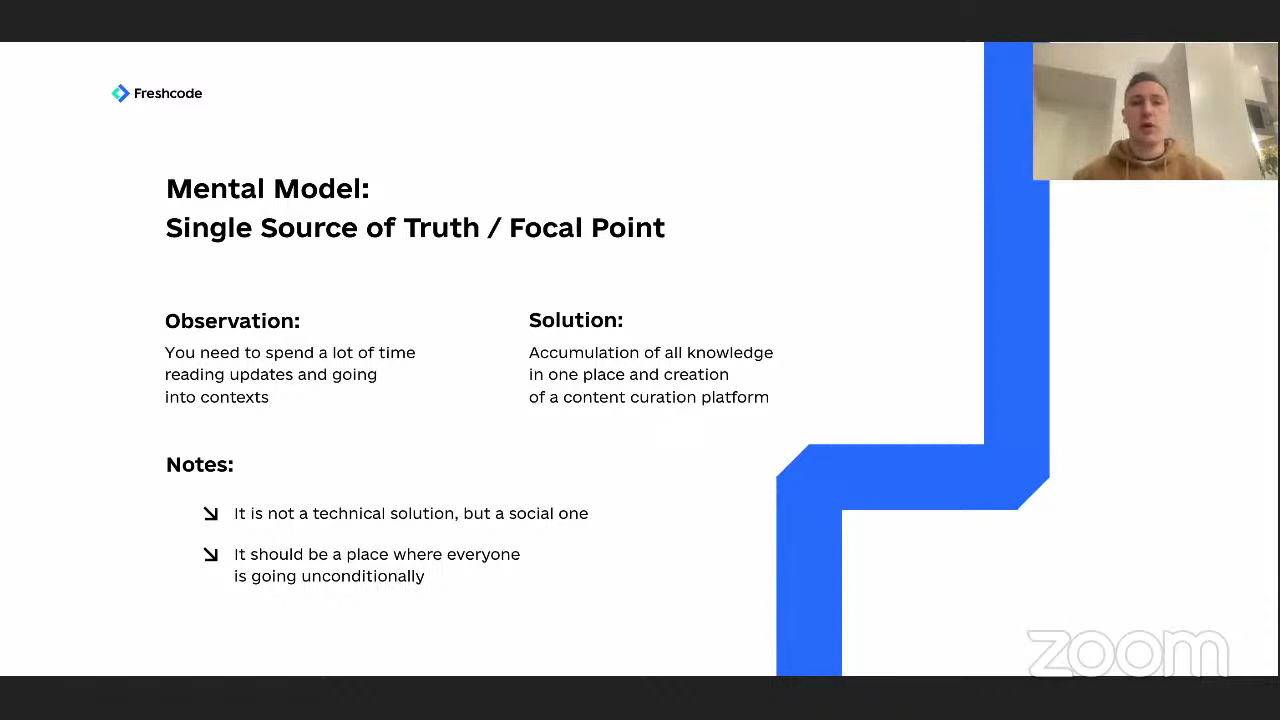 Freshcode
Mental Model:
Single Source of Truth / Focal Point
Observation:
You need to spend a lot of time
reading updates and going
into contexts
Solution:
Accumulation of all knowledge
in one place and creation
of a content curation platform
Notes:
It is not a technical solution, but a social one
It should be a place where everyone
is going unconditionally
zoom